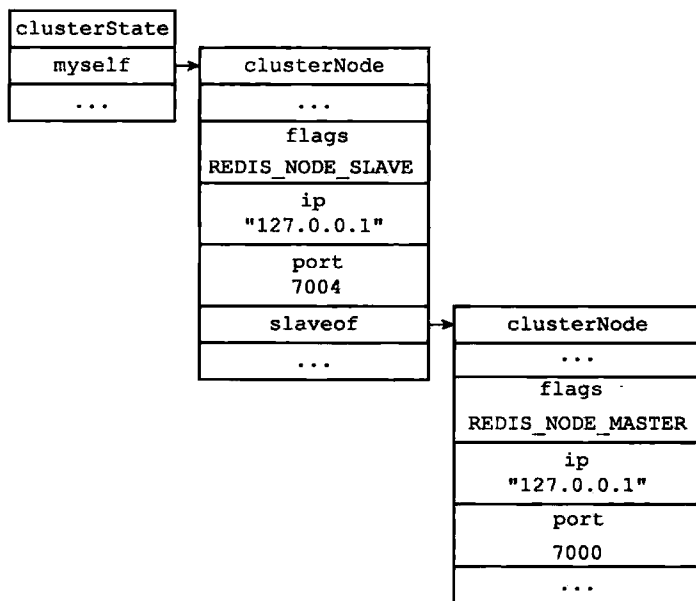 clusterState
myself
...
clusterNode
...
flags
REDIS_NODE_SLAVE
ip
"127.0.0.1"
port
7004
slaveof
...
clusterNode
...
flags
REDIS_NODE_MASTER
ip
"127.0.0.1"
port
7000
...